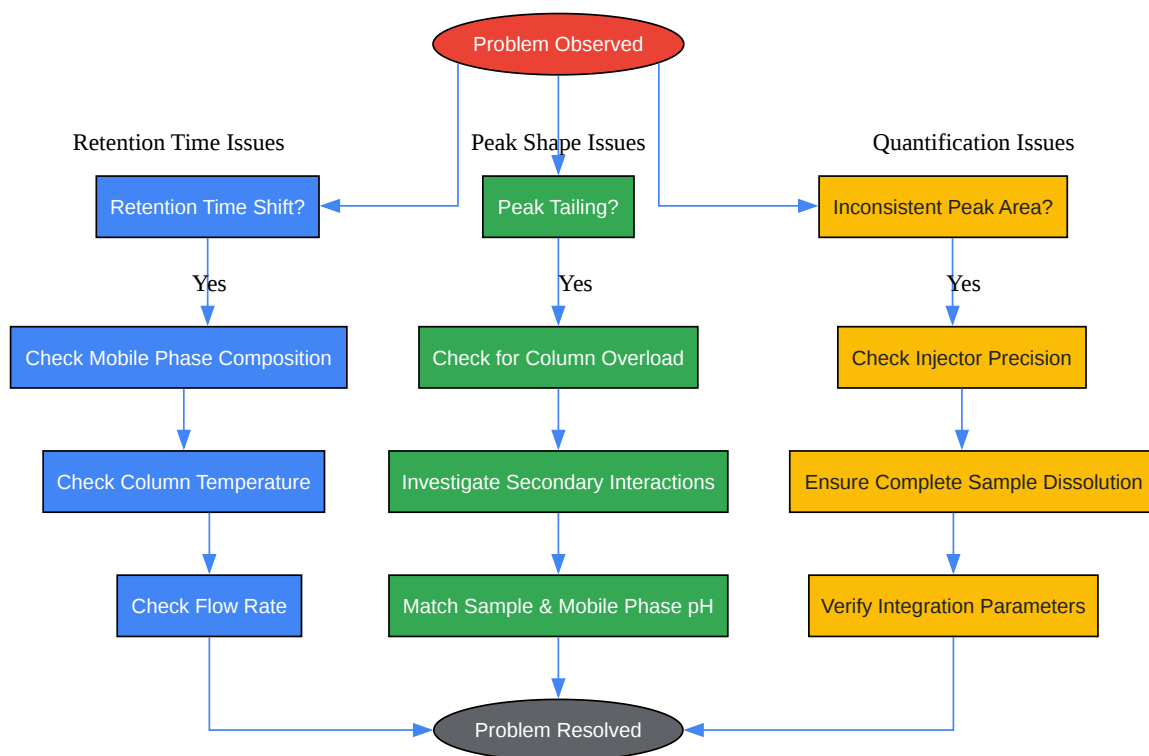 Problem Observed
Retention Time Issues
Peak Shape Issues
Quantification Issues
Retention Time Shift?
Peak Tailing?
Inconsistent Peak Area?
Yes
Yes
Yes
Check Mobile Phase Composition
Check for Column Overload
Check Injector Precision
Check Column Temperature
Investigate Secondary Interactions
Ensure Complete Sample Dissolution
Check Flow Rate
Match Sample & Mobile Phase pH
Verify Integration Parameters
Problem Resolved